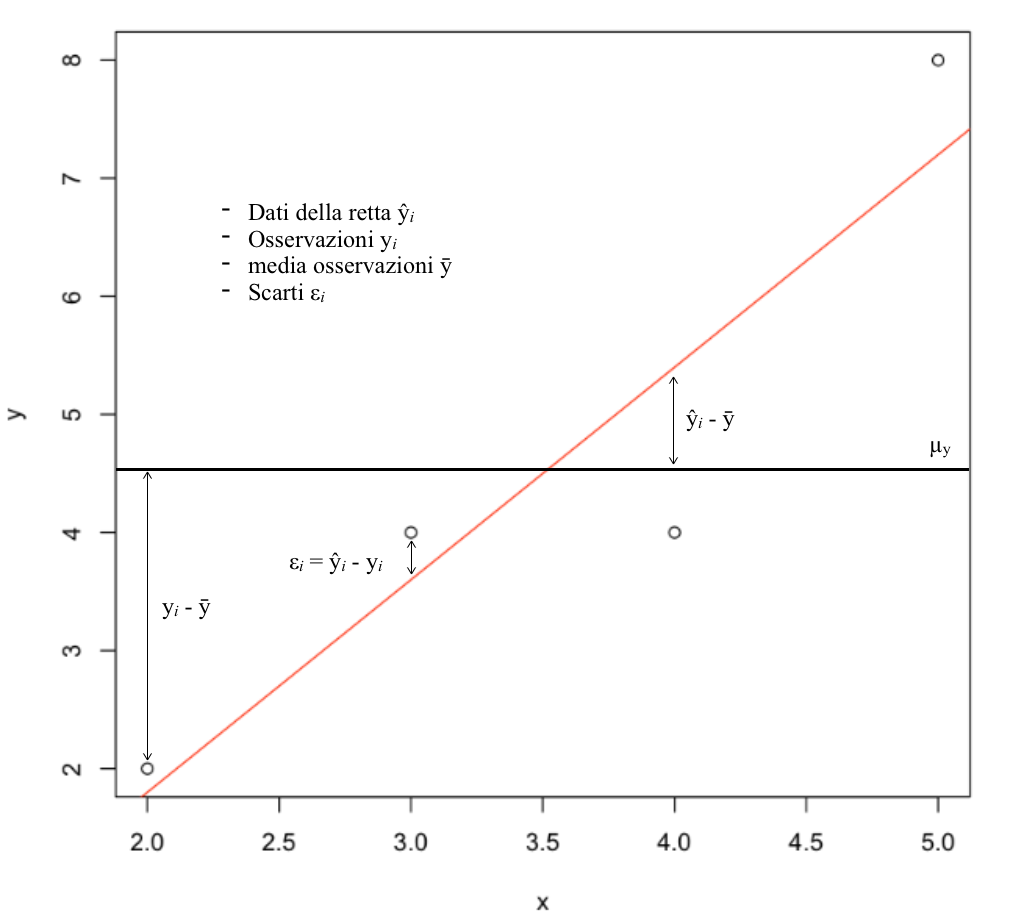 8
7
- Dati della retta ŷᵢ
- Osservazioni yᵢ
- media osservazioni ȳ
- Scarti εᵢ
6
5
y
ŷᵢ - ȳ
μy
4
εᵢ = ŷᵢ - yᵢ
yᵢ - ȳ
3
2
2.0 2.5 3.0 3.5 4.0 4.5 5.0
x